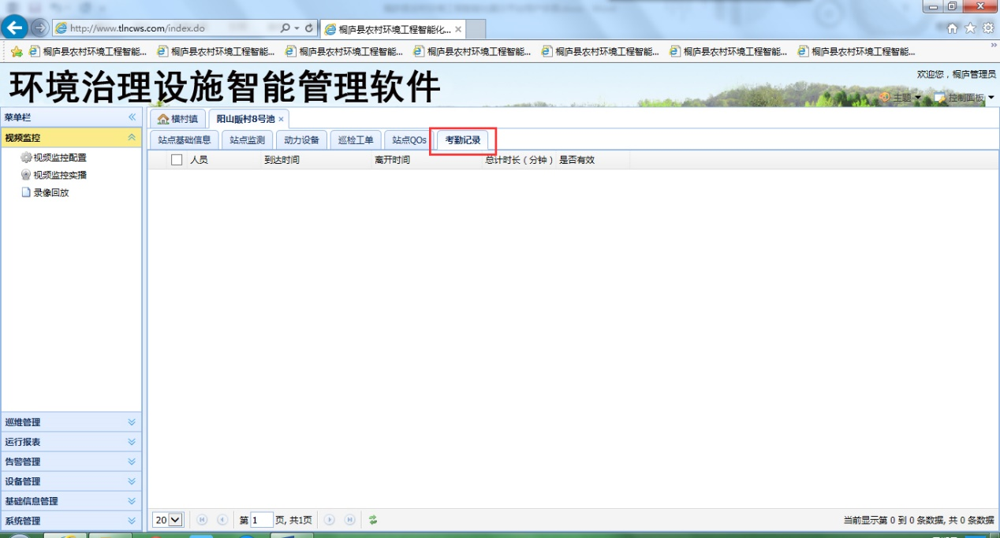 http://www.tlncws.com/index.do
桐庐县农村环境工程智能化...
桐庐县农村环境工程智能... 桐庐县农村环境工程智能... 桐庐县农村环境工程智能... 桐庐县农村环境工程智能... 桐庐县农村环境工程智能... 桐庐县农村环境工程智能... 桐庐县农村环境工程智能...
环境治理设施智能管理软件
欢迎您，桐庐管理员
主题 控制面板
菜单栏
横村镇 阳山畈村8号池
视频监控
站点基础信息 站点监测 动力设备 巡检工单 站点QOs 考勤记录
视频监控配置
视频监控实播
录像回放
人员 到达时间 离开时间 总计时长（分钟） 是否有效
巡维管理
运行报表
告警管理
设备管理
基础信息管理
系统管理
20 第 1 页, 共1页
当前显示第 0 到 0 条数据, 共 0 条数据